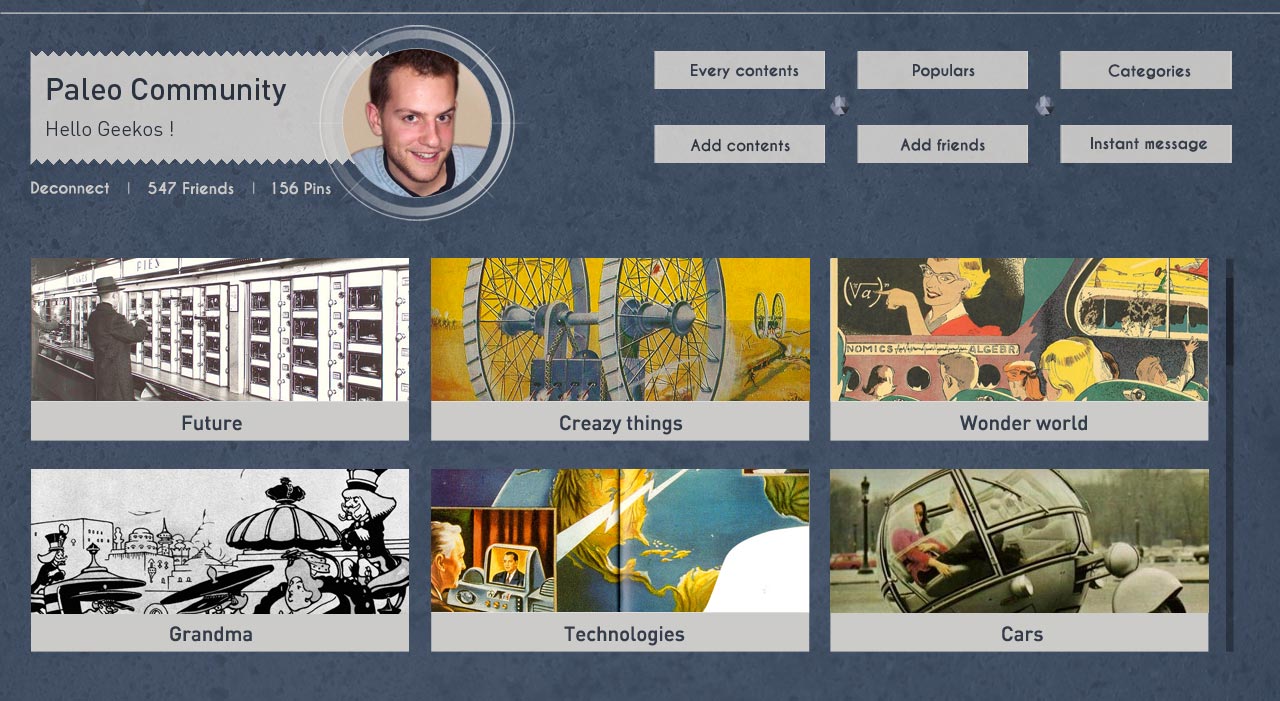 Paleo Community
Hello Geekos !
Deconnect | 547 Friends | 156 Pins
Every contents
Populars
Categories
Add contents
Add friends
Instant message
PIES
Future
Creazy things
(√a)"
NOMICS
ALGEBR
Wonder world
Grandma
Technologies
Cars